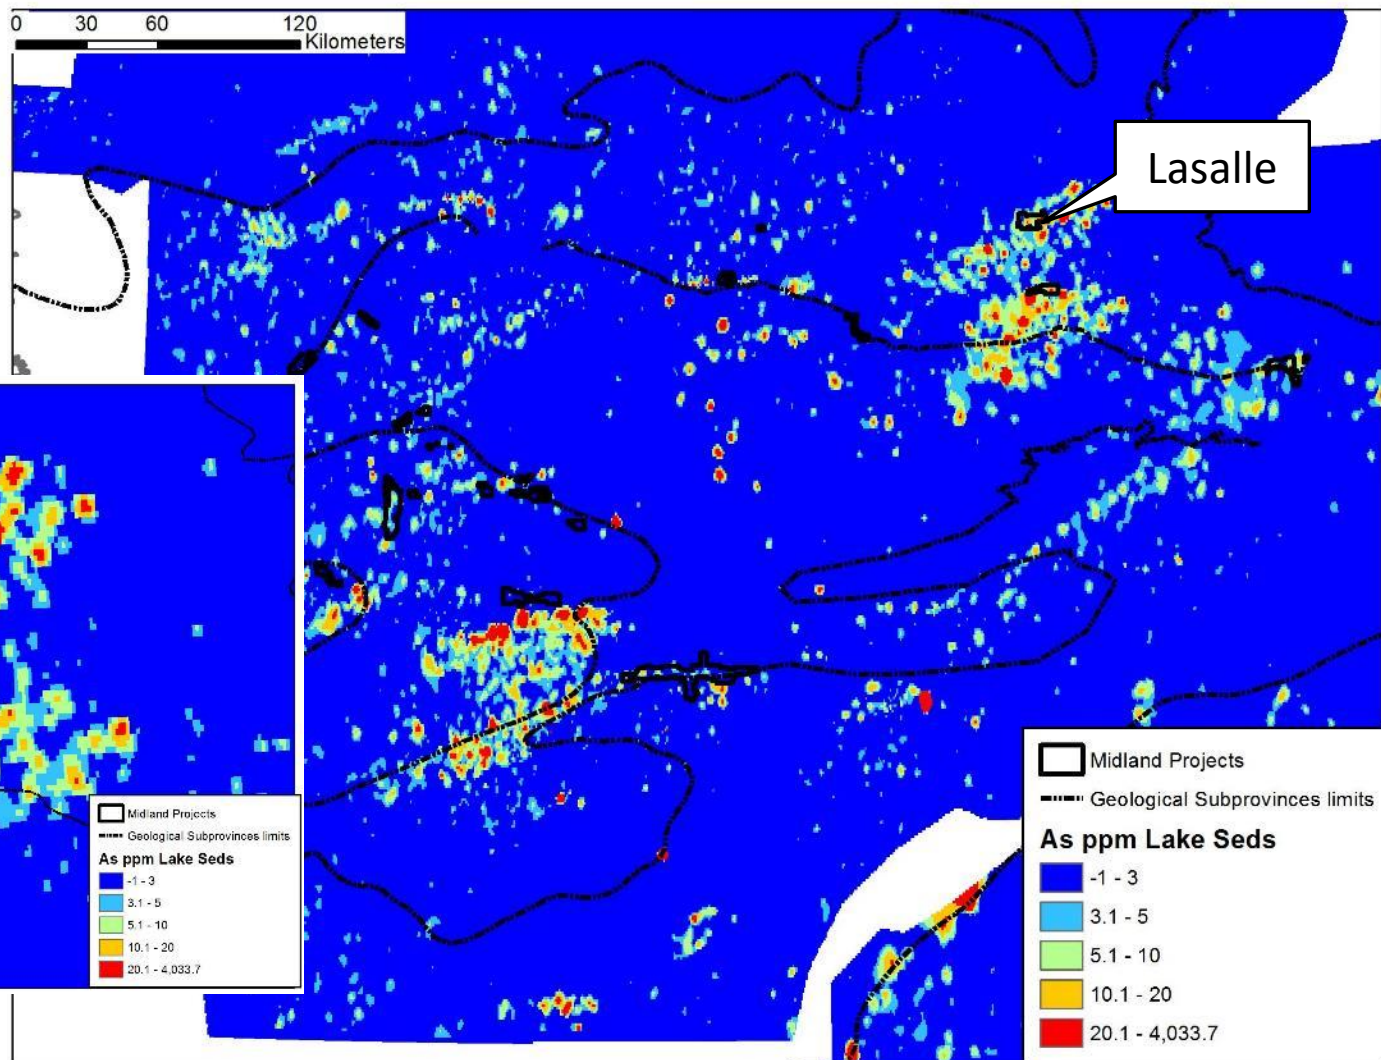 0 30 60 120
Kilometers
Lasalle
Midland Projects
Geological Subprovinces limits
As ppm Lake Seds
-1 - 3
3.1 - 5
5.1 - 10
10.1 - 20
20.1 - 4,033.7
Midland Projects
Geological Subprovinces limits
As ppm Lake Seds
-1 - 3
3.1 - 5
5.1 - 10
10.1 - 20
20.1 - 4,033.7